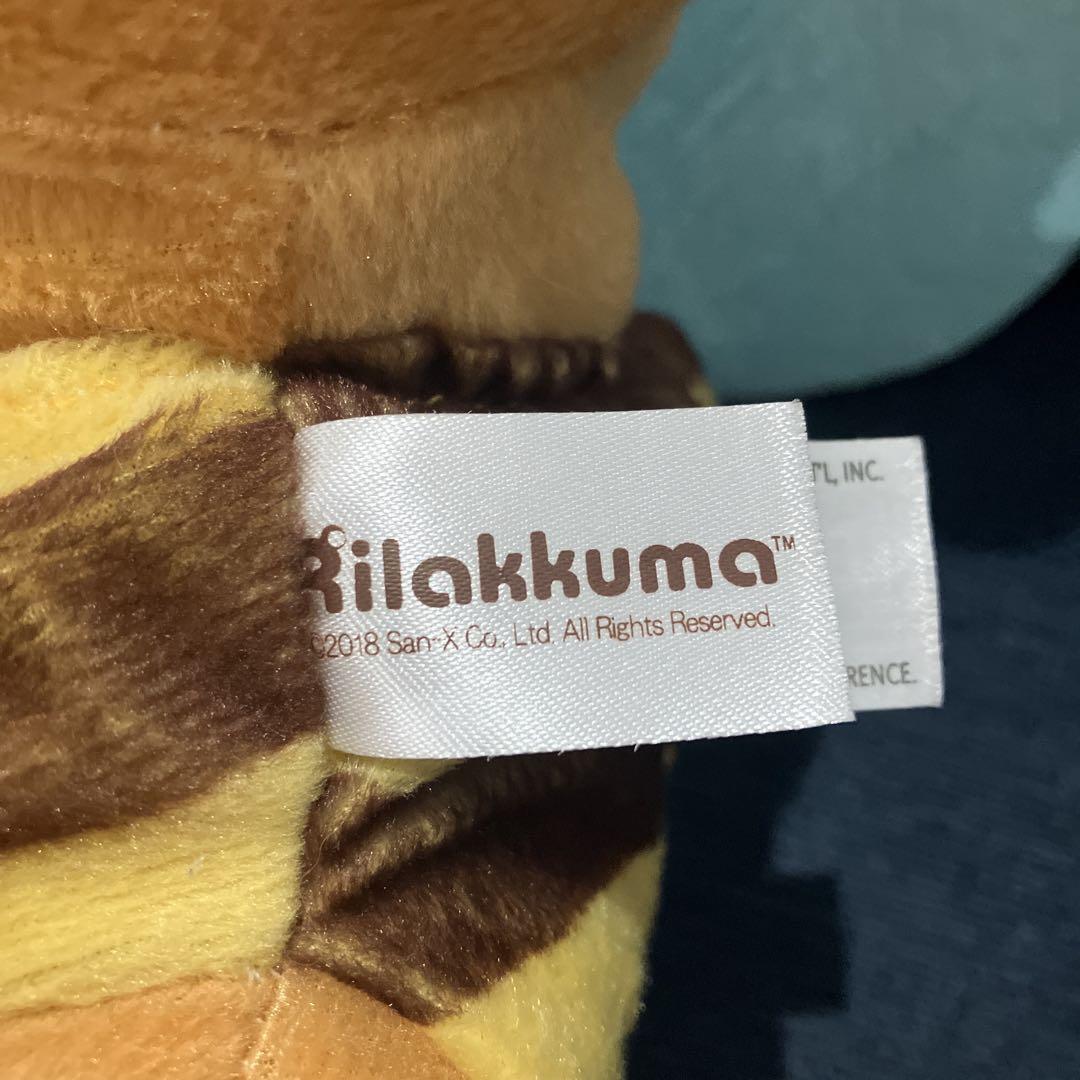 Rilakkuma™
©2018 San-X Co., Ltd. All Rights Reserved.
T'L, INC.
RENCE.